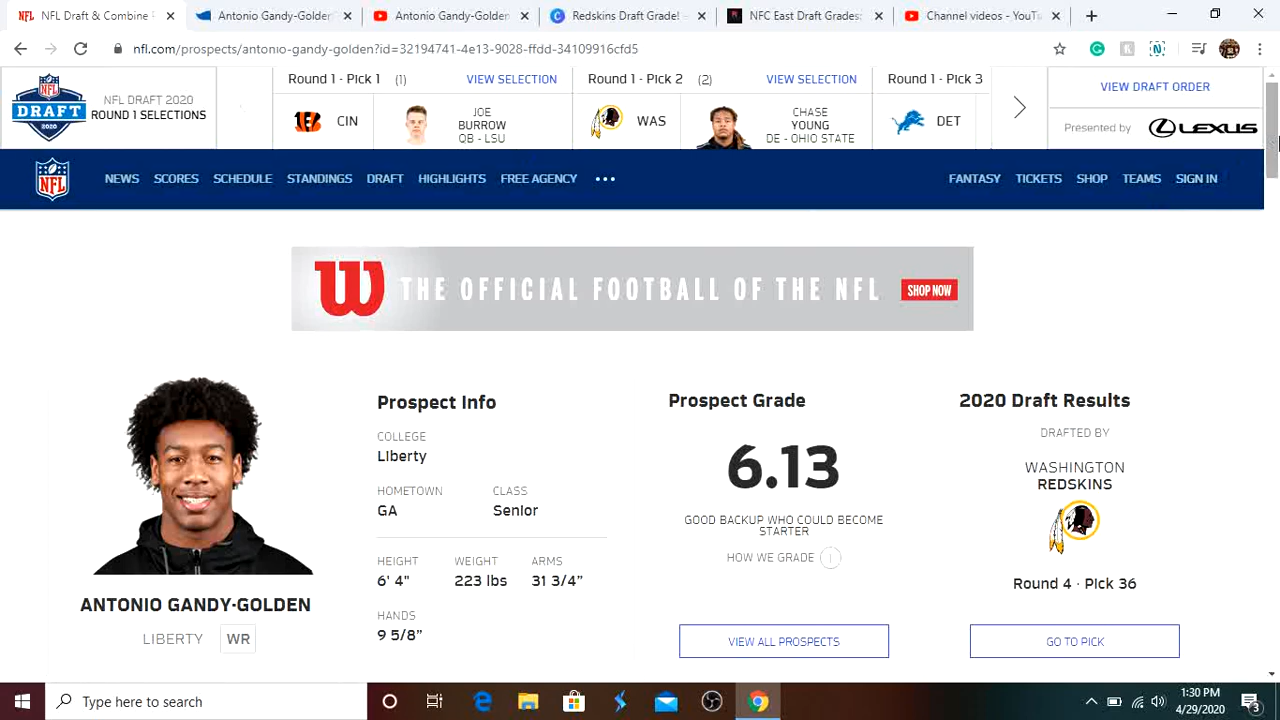 NFL Draft & Combine
Antonio Gandy-Golden
Antonio Gandy-Golden
Redskins Draft Grade!
NFC East Draft Grades:
Channel videos - YouT
nfl.com/prospects/antonio-gandy-golden?id=32194741-4e13-9028-ffdd-34109916cfd5
NFL
DRAFT
2020
NFL DRAFT 2020
ROUND 1 SELECTIONS
Round 1 · Pick 1 (1) VIEW SELECTION
CIN
JOE
BURROW
QB - LSU
Round 1 · Pick 2 (2) VIEW SELECTION
WAS
CHASE
YOUNG
DE - OHIO STATE
Round 1 · Pick 3
DET
VIEW DRAFT ORDER
Presented by LEXUS
NFL
NEWS SCORES SCHEDULE STANDINGS DRAFT HIGHLIGHTS FREE AGENCY ••• FANTASY TICKETS SHOP TEAMS SIGN IN
W THE OFFICIAL FOOTBALL OF THE NFL SHOP NOW
ANTONIO GANDY-GOLDEN
LIBERTY WR
Prospect Info
COLLEGE
Liberty
HOMETOWN CLASS
GA Senior
HEIGHT WEIGHT ARMS
6' 4" 223 lbs 31 3/4”
HANDS
9 5/8”
Prospect Grade
6.13
GOOD BACKUP WHO COULD BECOME
STARTER
HOW WE GRADE i
VIEW ALL PROSPECTS
2020 Draft Results
DRAFTED BY
WASHINGTON
REDSKINS
Round 4 · Pick 36
GO TO PICK
Type here to search
1:30 PM
4/29/2020
3